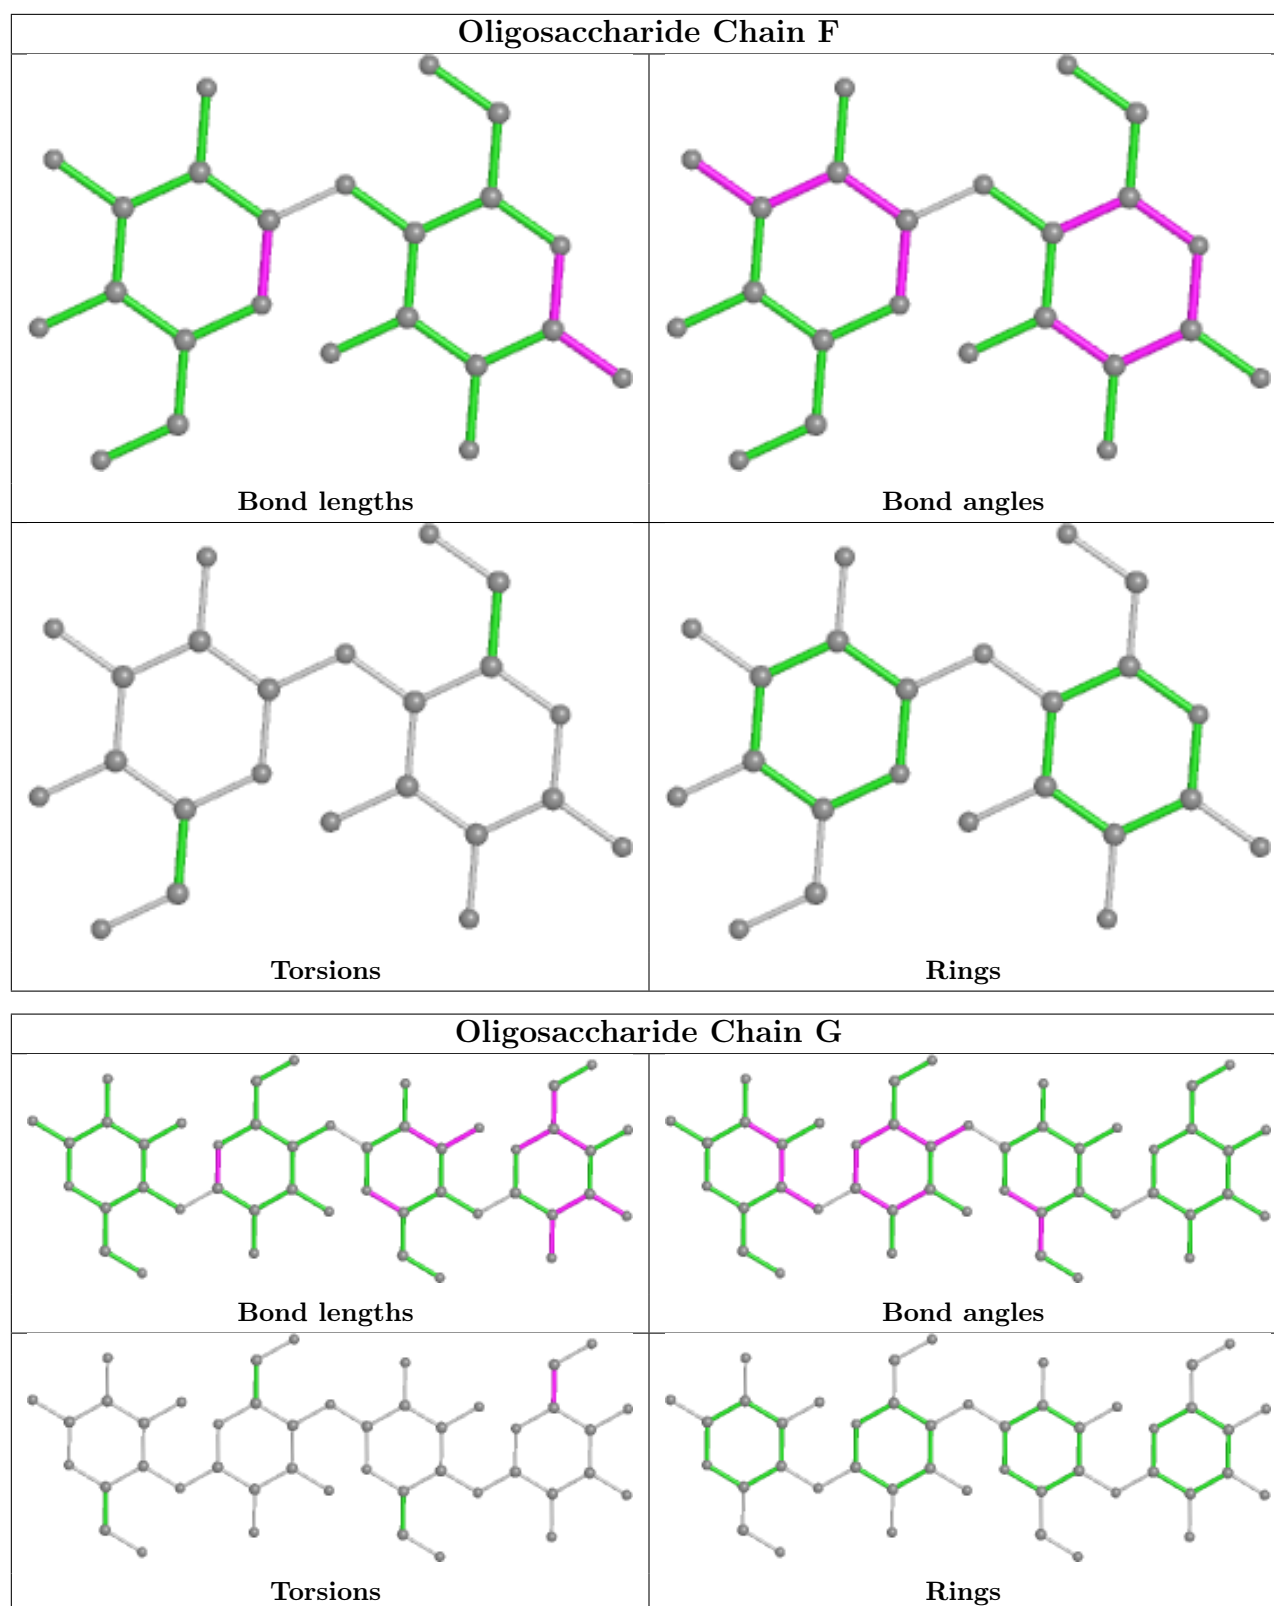 Oligosaccharide Chain F
Bond lengths
Bond angles
Torsions
Rings
Oligosaccharide Chain G
Bond lengths
Bond angles
Torsions
Rings